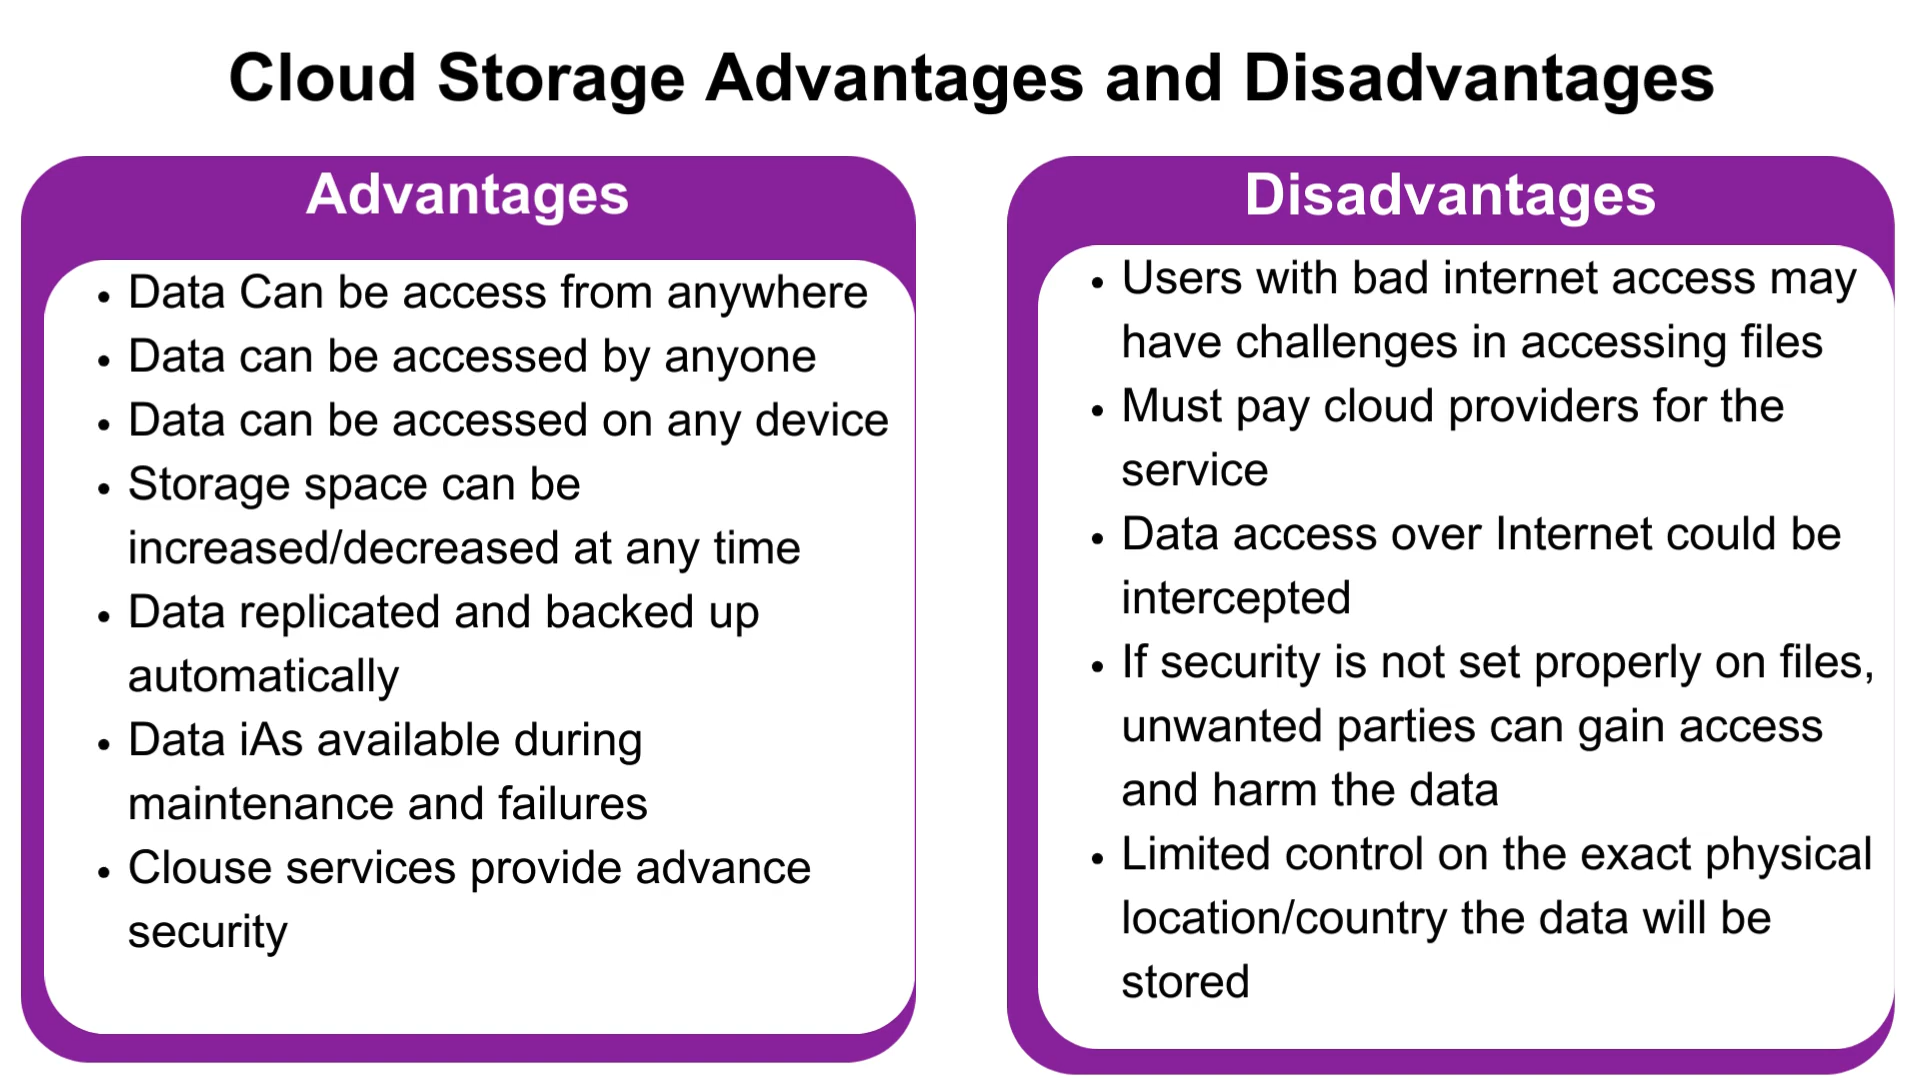 Cloud Storage Advantages and Disadvantages
Advantages
• Data Can be access from anywhere
• Data can be accessed by anyone
• Data can be accessed on any device
• Storage space can be
increased/decreased at any time
• Data replicated and backed up
automatically
• Data iAs available during
maintenance and failures
• Clouse services provide advance
security
Disadvantages
• Users with bad internet access may
have challenges in accessing files
• Must pay cloud providers for the
service
• Data access over Internet could be
intercepted
• If security is not set properly on files,
unwanted parties can gain access
and harm the data
• Limited control on the exact physical
location/country the data will be
stored